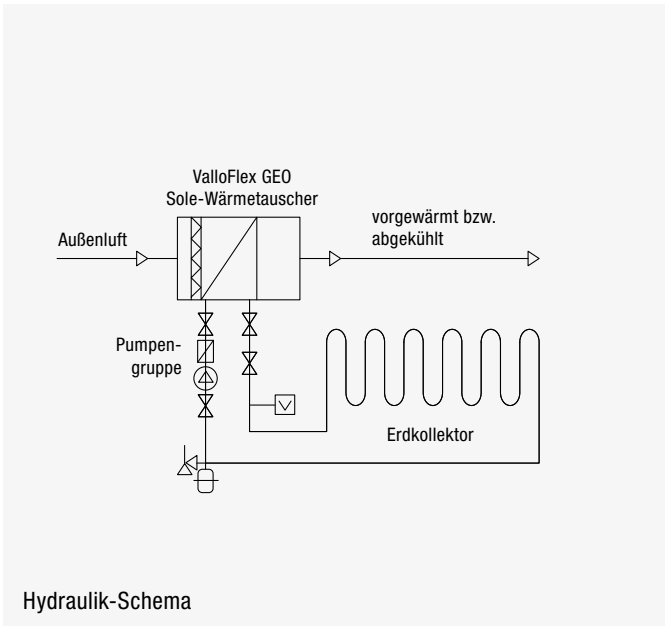 ValloFlex GEO
Sole-Wärmetauscher
Außenluft
vorgewärmt bzw.
abgekühlt
Pumpen-
gruppe
Erdkollektor
Hydraulik-Schema